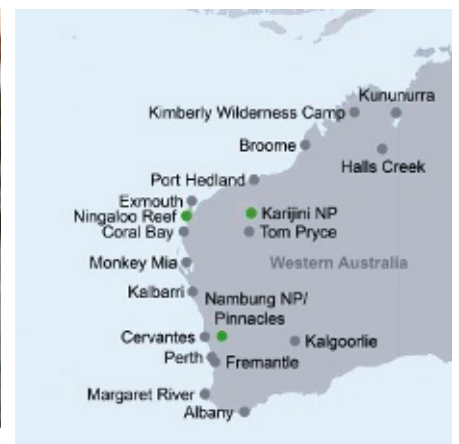 Kununurra
Kimberly Wilderness Camp
Broome
Halls Creek
Port Hedland
Exmouth
Ningaloo Reef
Karijini NP
Coral Bay
Tom Pryce
Monkey Mia
Western Australia
Kalbarri
Nambung NP/
Pinnacles
Cervantes
Kalgoorlie
Perth
Fremantle
Margaret River
Albany